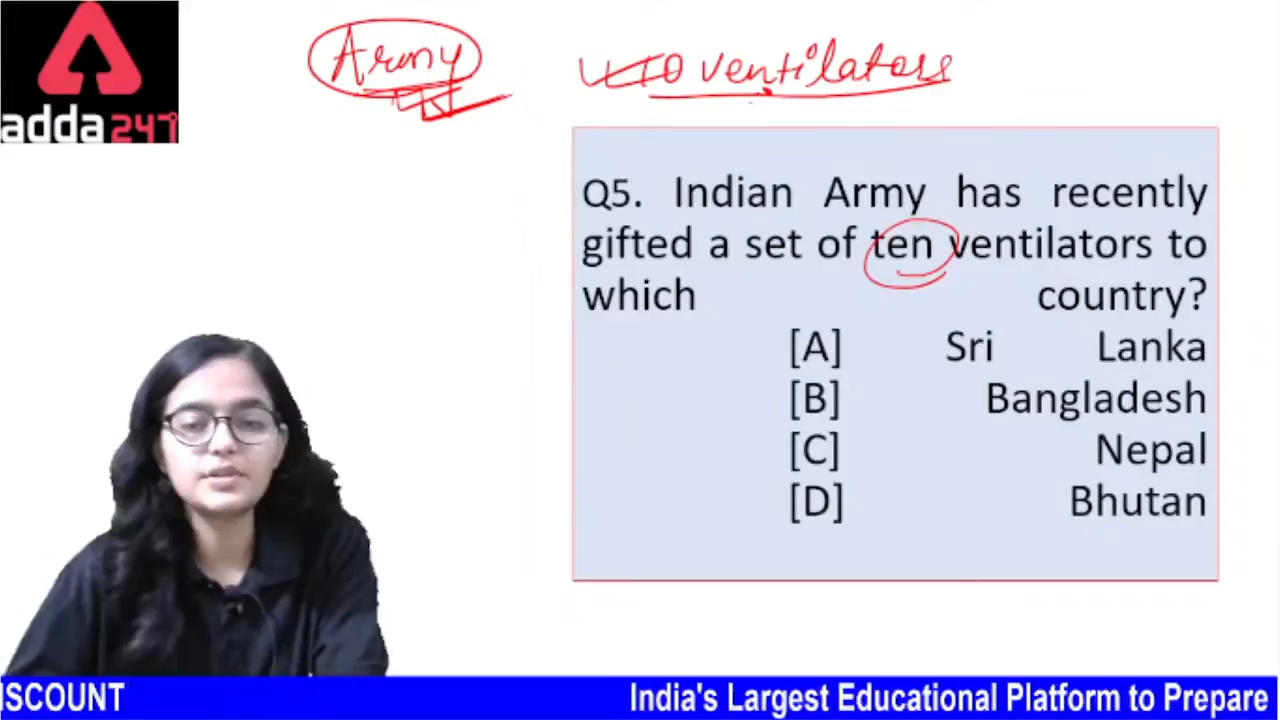 adda247
Army
10 ventilators
Q5. Indian Army has recently
gifted a set of ten ventilators to
which country?
[A] Sri Lanka
[B] Bangladesh
[C] Nepal
[D] Bhutan
ISCOUNT
India's Largest Educational Platform to Prepare